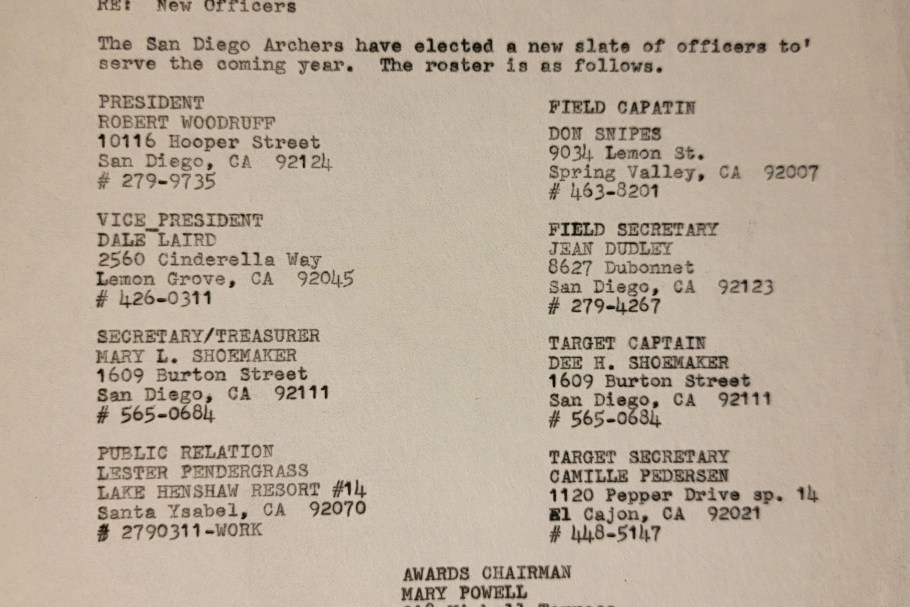 RE: New Officers
The San Diego Archers have elected a new slate of officers to'
serve the coming year. The roster is as follows.
PRESIDENT
ROBERT WOODRUFF
10116 Hooper Street
San Diego, CA 92124
# 279-9735
VICE_PRESIDENT
DALE LAIRD
2560 Cinderella Way
Lemon Grove, CA 92045
# 426-0311
SECRETARY/TREASURER
MARY L. SHOEMAKER
1609 Burton Street
San Diego, CA 92111
# 565-0684
PUBLIC RELATION
LESTER PENDERGRASS
LAKE HENSHAW RESORT #14
Santa Ysabel, CA 92070
# 2790311-WORK
FIELD CAPATIN
DON SNIPES
9034 Lemon St.
Spring Valley, CA 92007
# 463-8201
FIELD SECRETARY
JEAN DUDLEY
8627 Dubonnet
San Diego, CA 92123
# 279-4267
TARGET CAPTAIN
DEE H. SHOEMAKER
1609 Burton Street
San Diego, CA 92111
# 565-0684
TARGET SECRETARY
CAMILLE PEDERSEN
1120 Pepper Drive sp. 14
El Cajon, CA 92021
# 448-5147
AWARDS CHAIRMAN
MARY POWELL